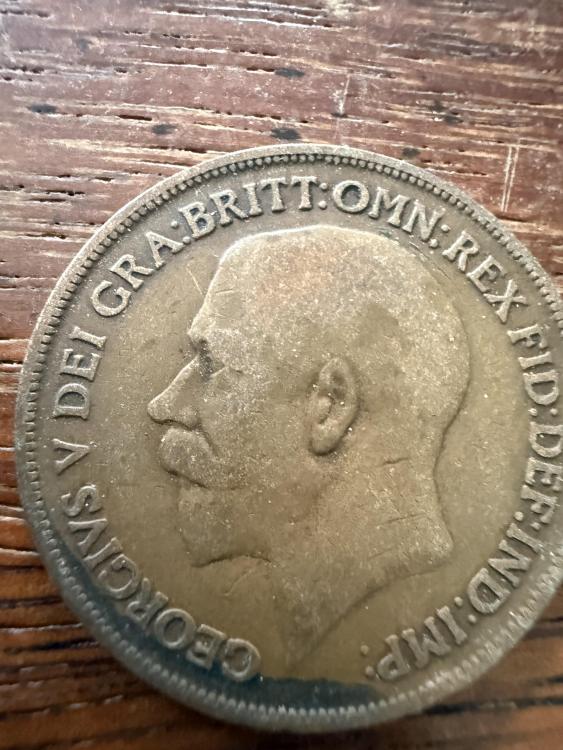 GEORGIVS V DEI GRA:BRITT:OMN:REX FID:DEF:IND:IMP: